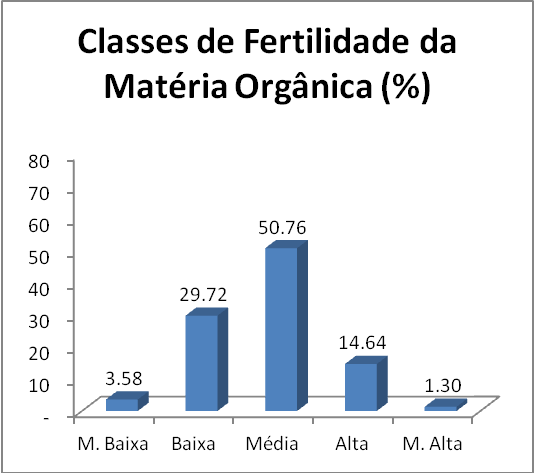 Classes de Fertilidade da
Matéria Orgânica (%)
80
70
60
50
40
30
20
10
-
3.58
29.72
50.76
14.64
1.30
M. Baixa
Baixa
Média
Alta
M. Alta